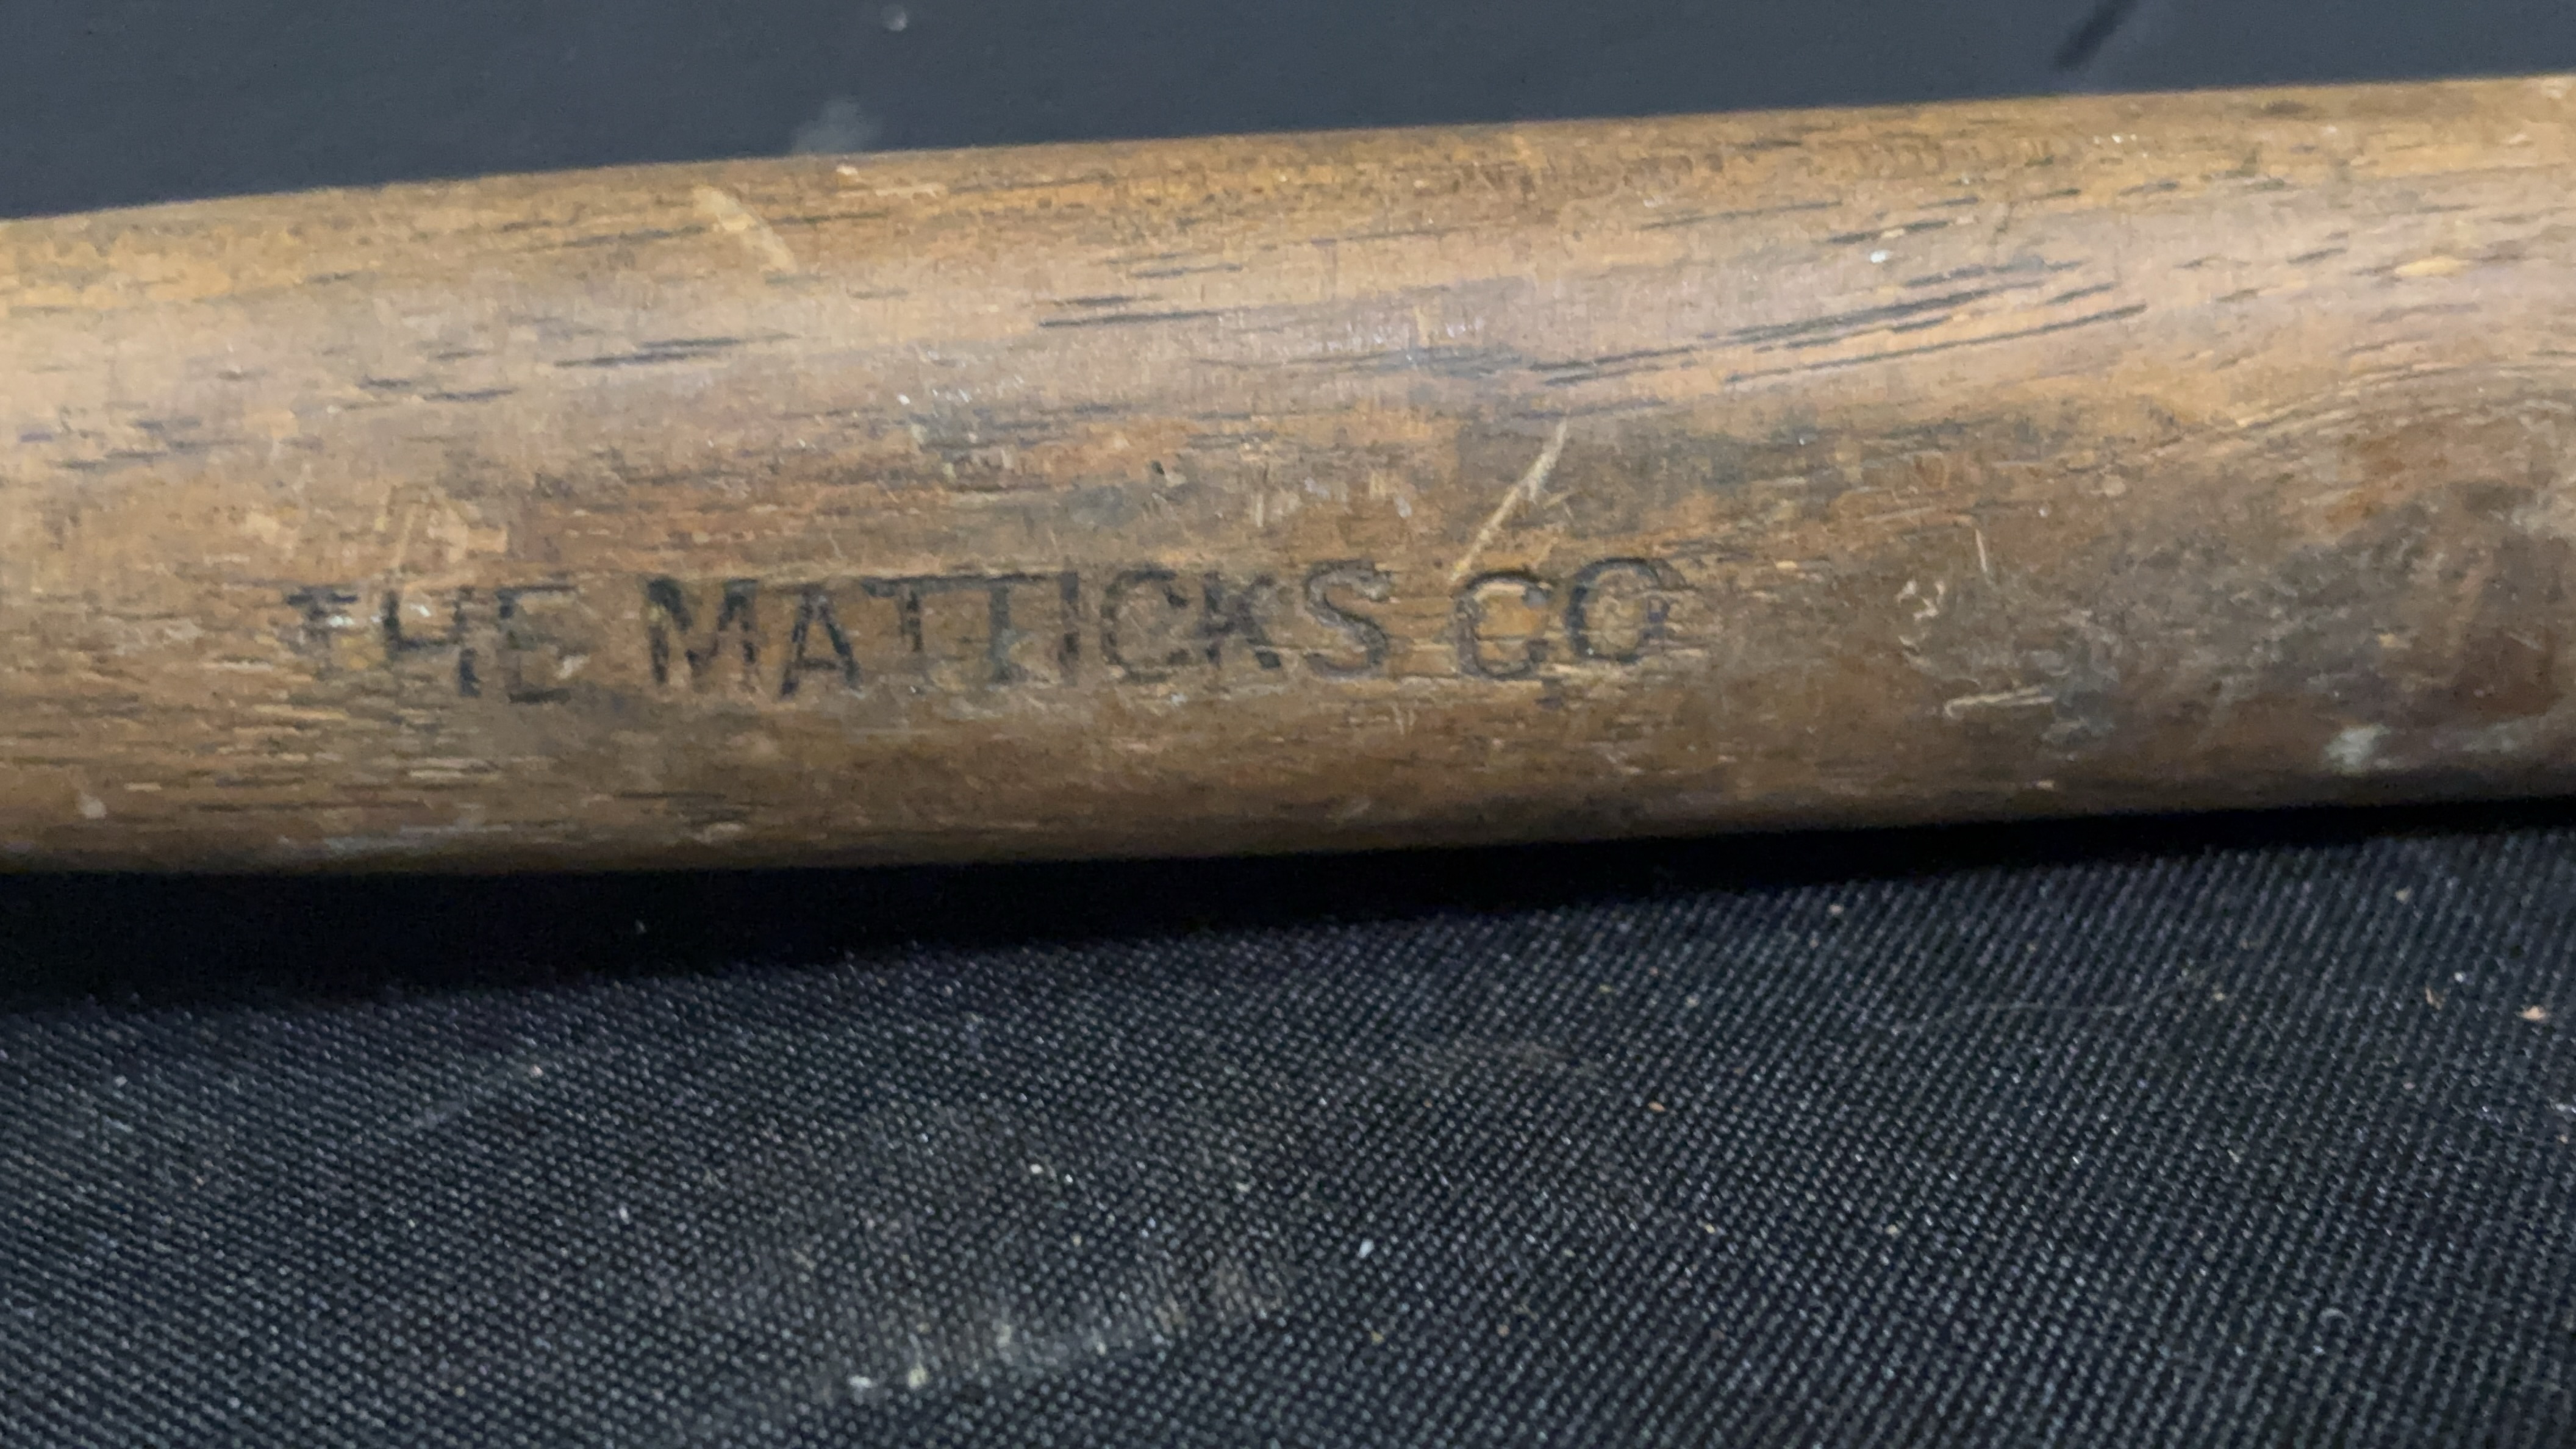 THE MATTICKS CO